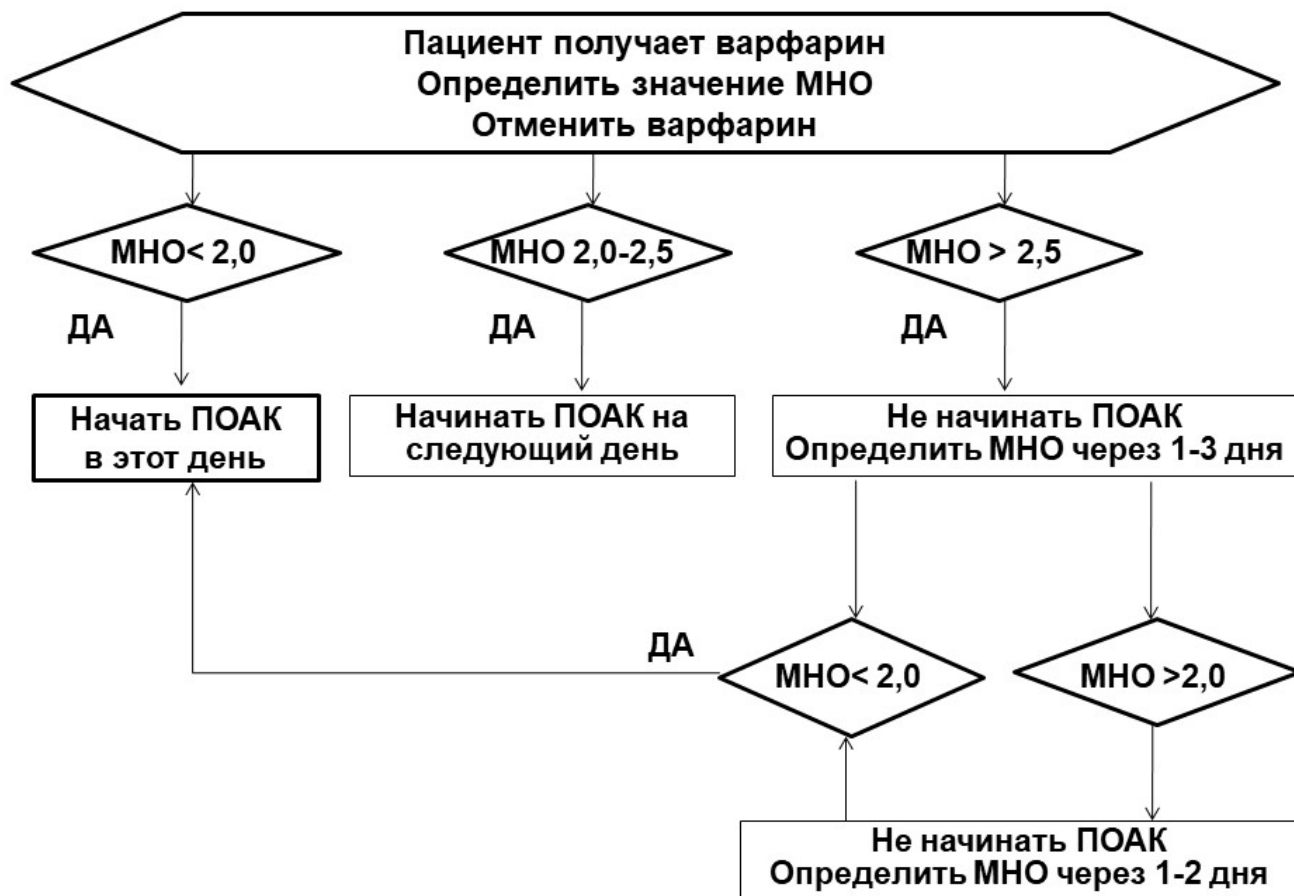 Пациент получает варфарин
Определить значение МНО
Отменить варфарин
МНО< 2,0
МНО 2,0-2,5
МНО > 2,5
ДА
ДА
ДА
Начать ПОАК
в этот день
Начинать ПОАК на
следующий день
Не начинать ПОАК
Определить МНО через 1-3 дня
ДА
МНО< 2,0
МНО >2,0
Не начинать ПОАК
Определить МНО через 1-2 дня